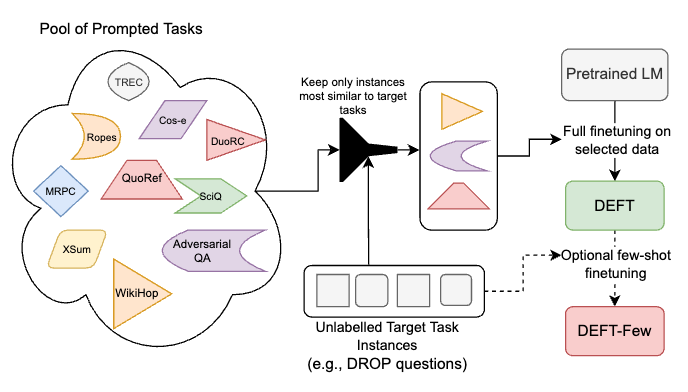 Pool of Prompted Tasks
TREC
Cos-e
Ropes
DuoRC
QuoRef
MRPC
SciQ
XSum
Adversarial
QA
WikiHop
Keep only instances
most similar to target
tasks
Unlabelled Target Task
Instances
(e.g., DROP questions)
Pretrained LM
Full finetuning on
selected data
DEFT
Optional few-shot
finetuning
DEFT-Few